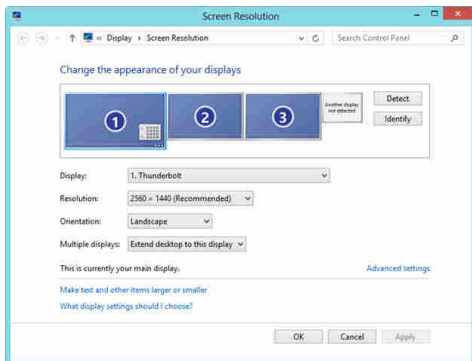 Screen Resolution
« Display › Screen Resolution
Search Control Panel
Change the appearance of your displays
1
2
3
Another display
not detected
Detect
Identify
Display: 1. Thunderbolt
Resolution: 2560 × 1440 (Recommended)
Orientation: Landscape
Multiple displays: Extend desktop to this display
This is currently your main display.
Advanced settings
Make text and other items larger or smaller
What display settings should I choose?
OK
Cancel
Apply